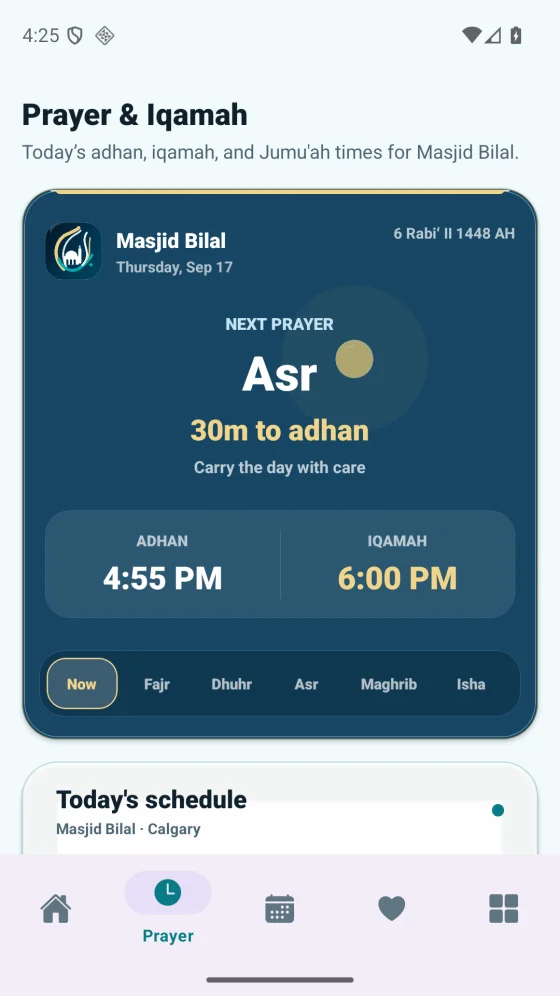 4:25
Prayer & Iqamah
Today’s adhan, iqamah, and Jumu'ah times for Masjid Bilal.
Masjid Bilal
Thursday, Sep 17
6 Rabiʻ II 1448 AH
NEXT PRAYER
Asr
30m to adhan
Carry the day with care
ADHAN
IQAMAH
4:55 PM
6:00 PM
Now Fajr Dhuhr Asr Maghrib Isha
Today's schedule
Masjid Bilal · Calgary
Prayer